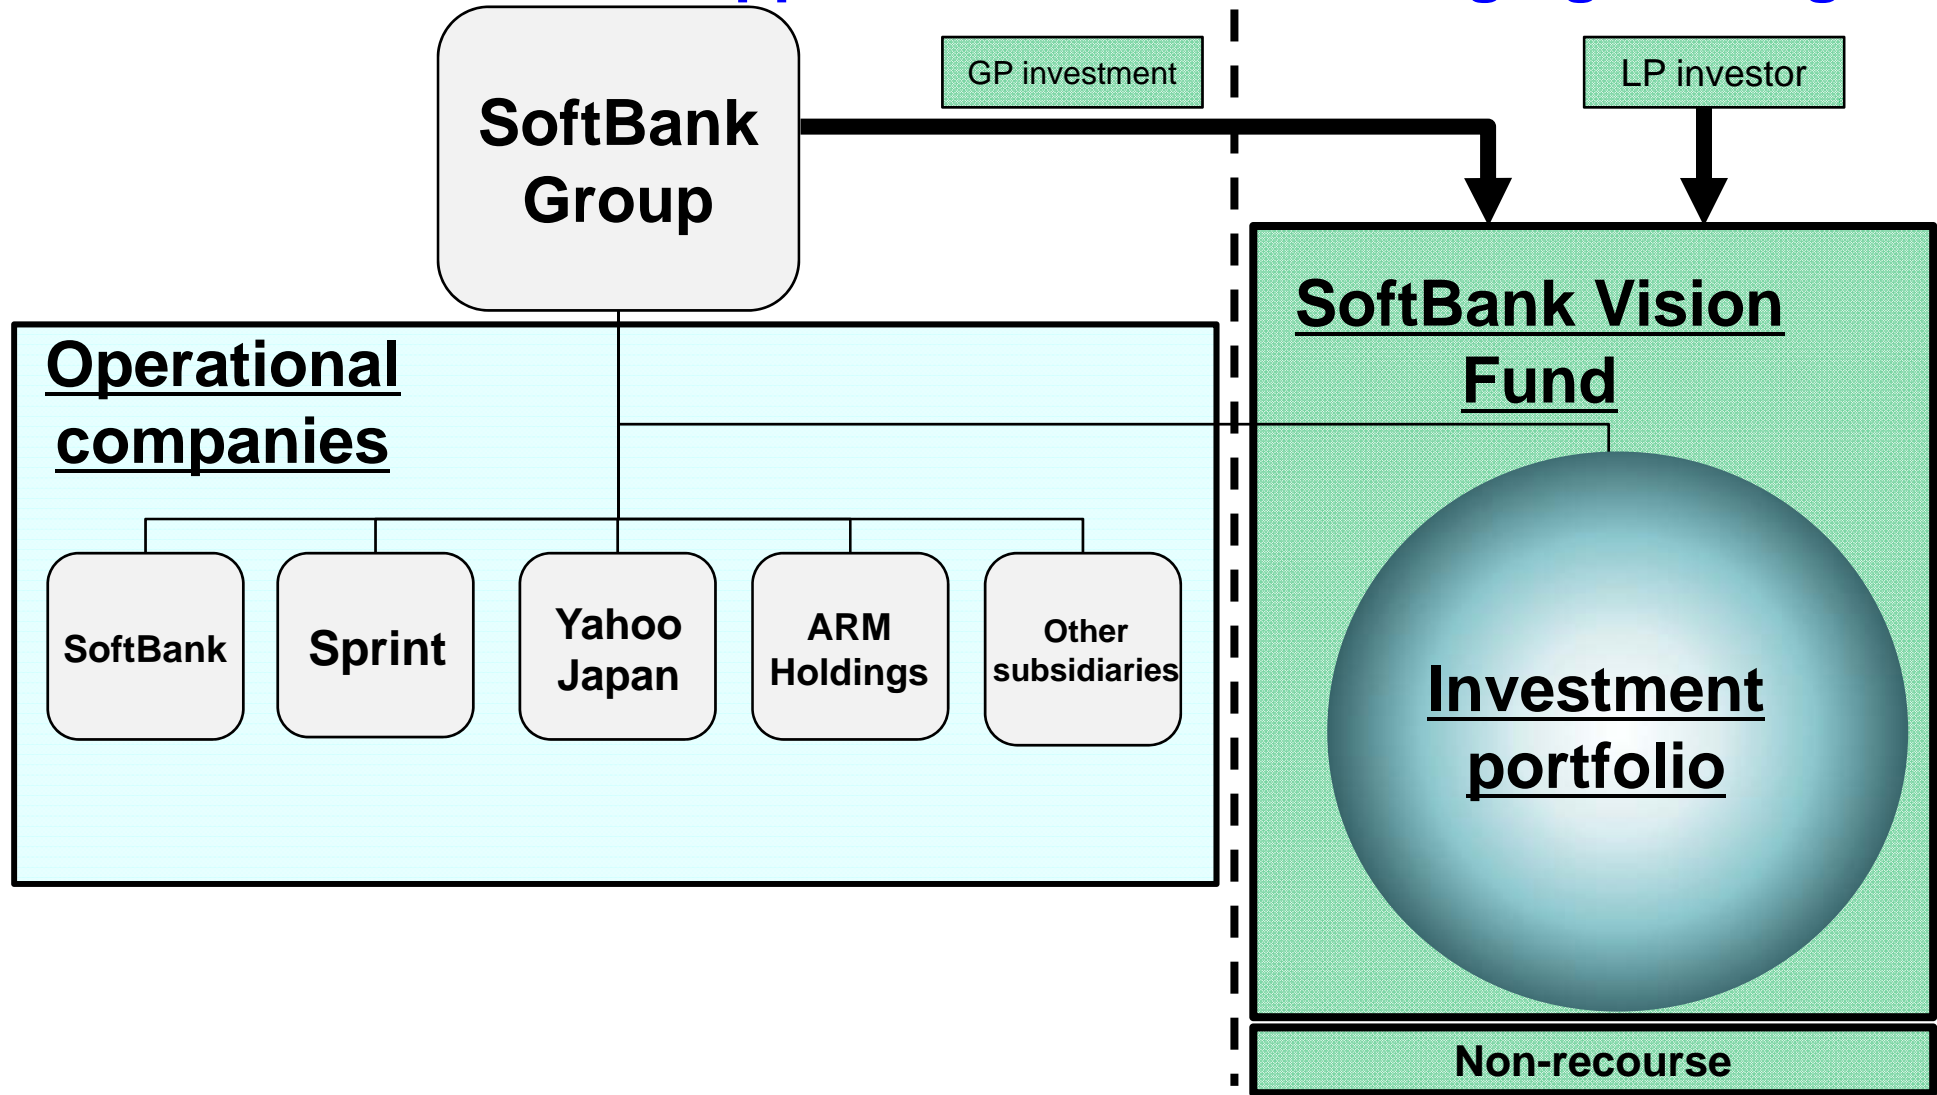 GP investment
LP investor
SoftBank
Group
SoftBank Vision
Fund
Operational
companies
SoftBank
Sprint
Yahoo
Japan
ARM
Holdings
Other
subsidiaries
Investment
portfolio
Non-recourse